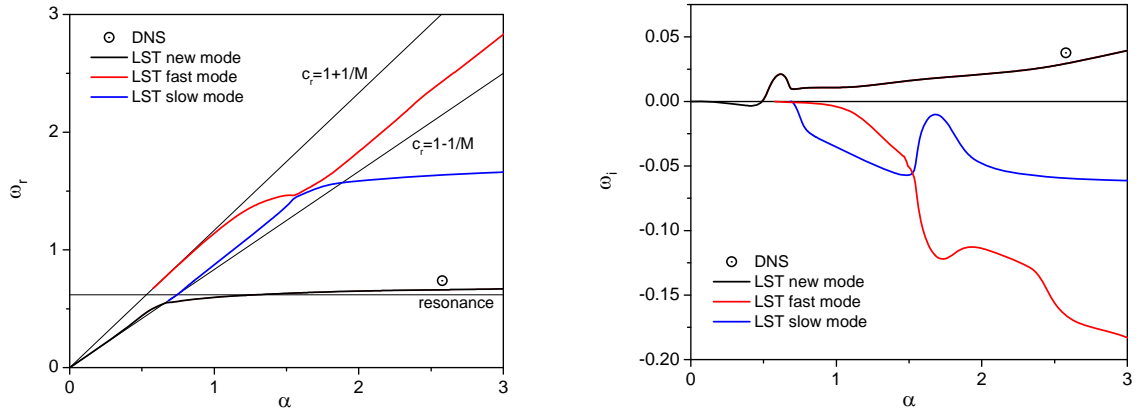 3
2
1
0
0
1
2
3
ω_r
α
DNS
LST new mode
LST fast mode
LST slow mode
c_r=1+1/M
c_r=1-1/M
resonance
0.05
0.00
-0.05
-0.10
-0.15
-0.20
0
1
2
3
ω_i
α
DNS
LST new mode
LST fast mode
LST slow mode